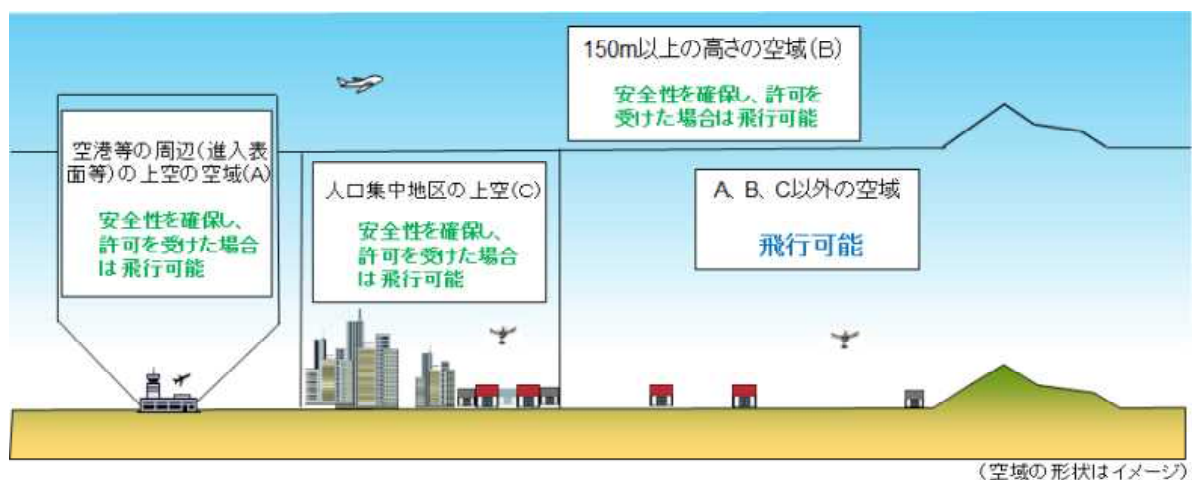 150m以上の高さの空域(B)
安全性を確保し、許可を
受けた場合は飛行可能
空港等の周辺(進入表
面等)の上空の空域(A)
安全性を確保し、
許可を受けた場合
は飛行可能
人口集中地区の上空(C)
安全性を確保し、
許可を受けた場合
は飛行可能
A、B、C以外の空域
飛行可能
(空域の形状はイメージ)